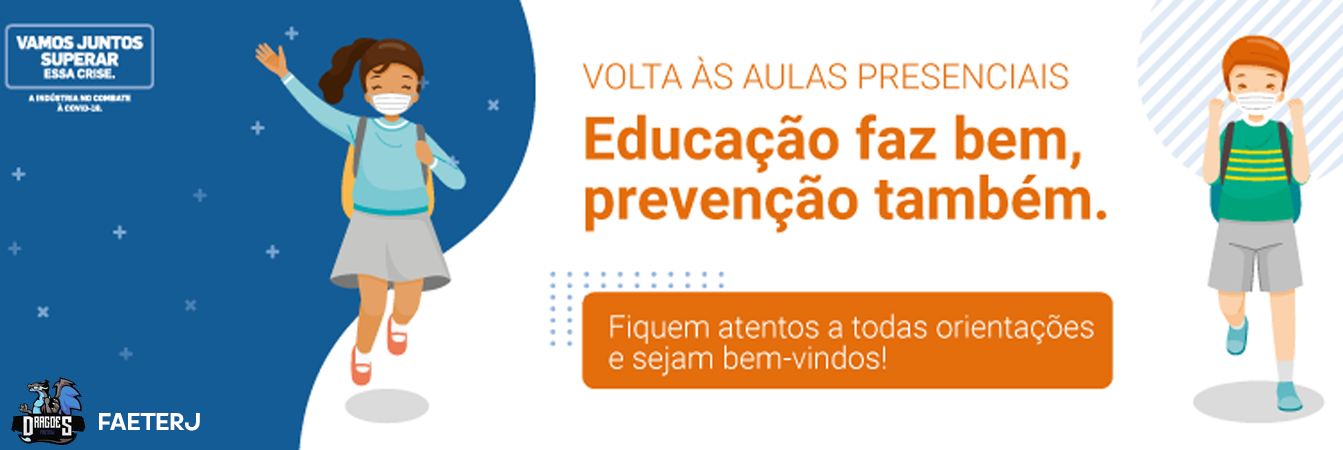 VAMOS JUNTOS
SUPERAR
ESSA CRISE.
A INDÚSTRIA NO COMBATE
À COVID-19.
VOLTA ÀS AULAS PRESENCIAIS
Educação faz bem,
prevenção também.
Fiquem atentos a todas orientações
e sejam bem-vindos!
DRAGOES
FAETERJ